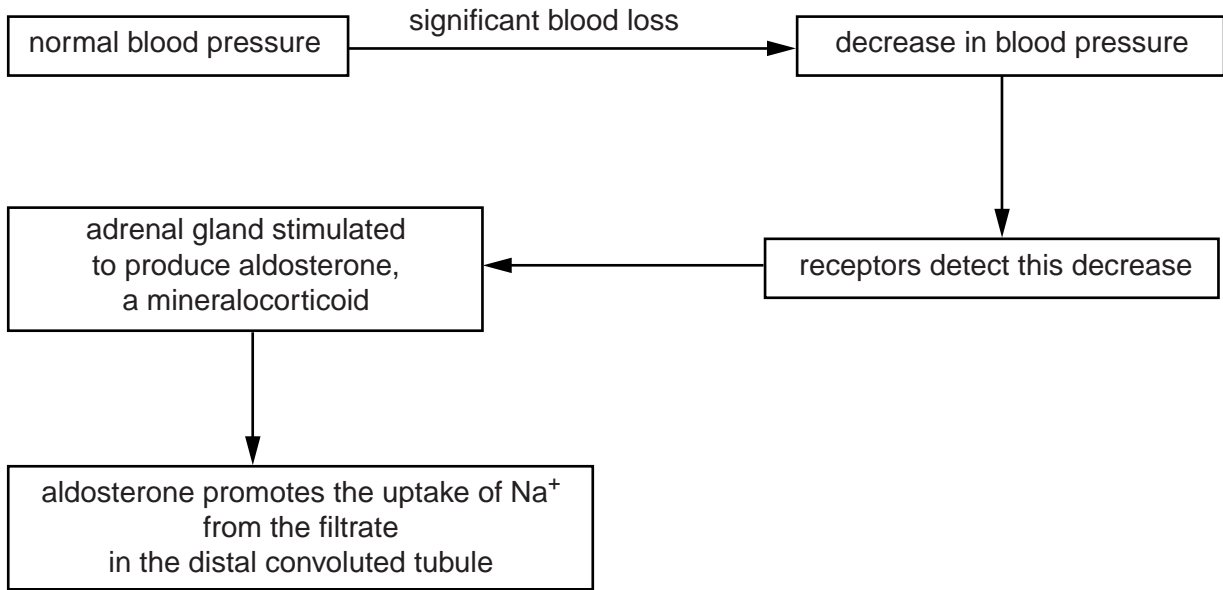 normal blood pressure
significant blood loss
decrease in blood pressure
receptors detect this decrease
adrenal gland stimulated
to produce aldosterone,
a mineralocorticoid
aldosterone promotes the uptake of Na⁺
from the filtrate
in the distal convoluted tubule